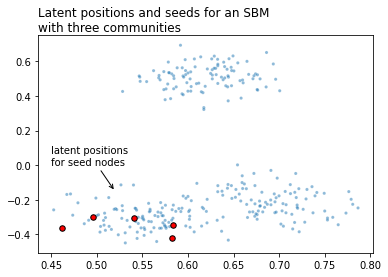 Latent positions and seeds for an SBM
with three communities
0.6
0.4
0.2
0.0
−0.2
−0.4
latent positions
for seed nodes
0.45 0.50 0.55 0.60 0.65 0.70 0.75 0.80